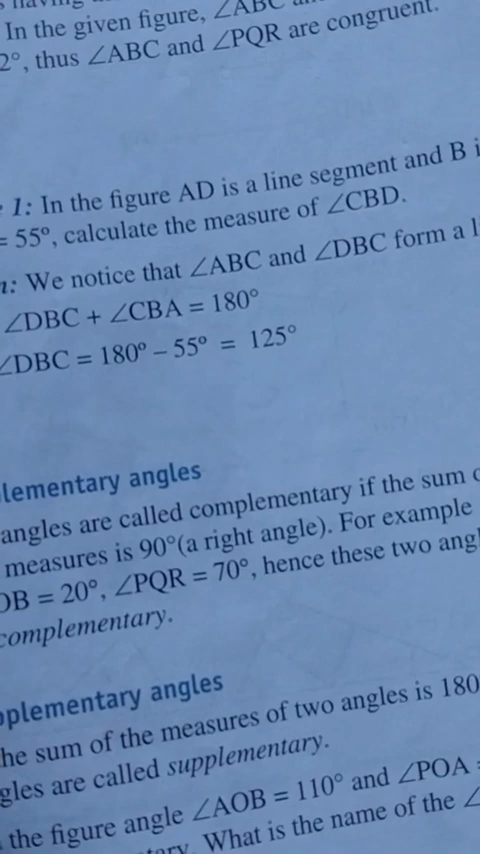 In the given figure, ∠ABC
2°, thus ∠ABC and ∠PQR are congruent.
1: In the figure AD is a line segment and B
= 55°, calculate the measure of ∠CBD.
We notice that ∠ABC and ∠DBC form a
∠DBC + ∠CBA = 180°
∠DBC = 180° – 55° = 125°
lementary angles
angles are called complementary if the sum
measures is 90°(a right angle). For example
OB = 20°, ∠PQR = 70°, hence these two angl
complementary.
pplementary angles
he sum of the measures of two angles is 180
gles are called supplementary.
the figure angle ∠AOB = 110° and ∠POA =
What is the name of the ∠